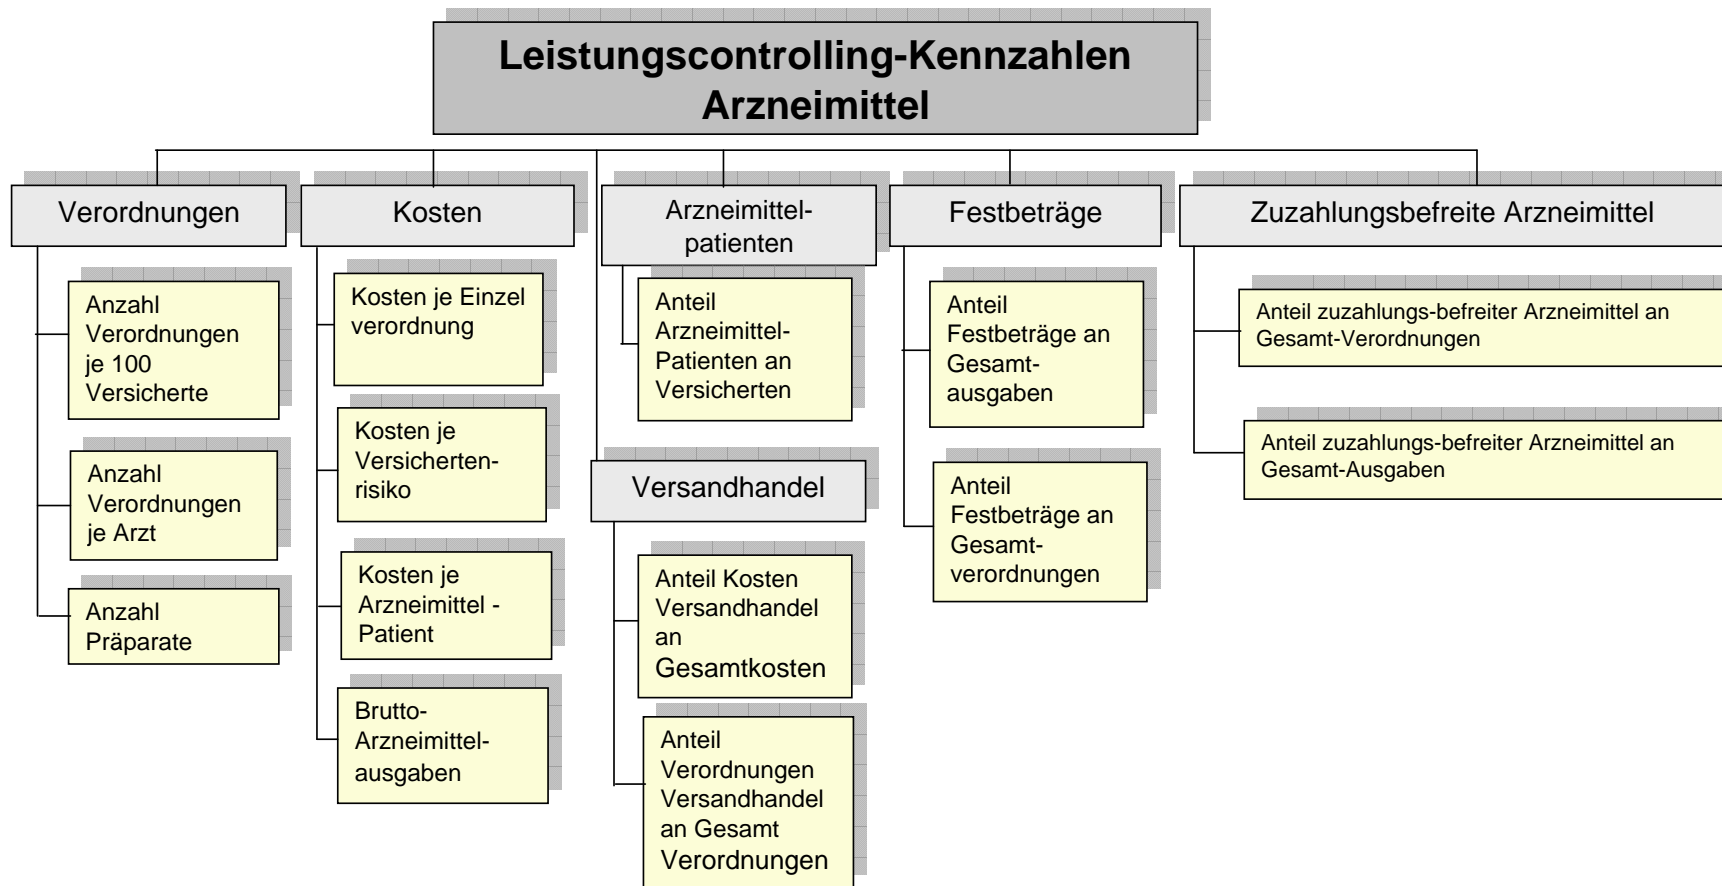 Leistungscontrolling-Kennzahlen
Arzneimittel
Verordnungen
Anzahl
Verordnungen
je 100
Versicherte
Anzahl
Verordnungen
je Arzt
Anzahl
Präparate
Kosten
Kosten je Einzel
verordnung
Kosten je
Versicherten-
risiko
Kosten je
Arzneimittel -
Patient
Brutto-
Arzneimittel-
ausgaben
Arzneimittel-
patienten
Anteil
Arzneimittel-
Patienten an
Versicherten
Versandhandel
Anteil Kosten
Versandhandel
an
Gesamtkosten
Anteil
Verordnungen
Versandhandel
an Gesamt
Verordnungen
Festbeträge
Anteil
Festbeträge an
Gesamt-
ausgaben
Anteil
Festbeträge an
Gesamt-
verordnungen
Zuzahlungsbefreite Arzneimittel
Anteil zuzahlungs-befreiter Arzneimittel an
Gesamt-Verordnungen
Anteil zuzahlungs-befreiter Arzneimittel an
Gesamt-Ausgaben